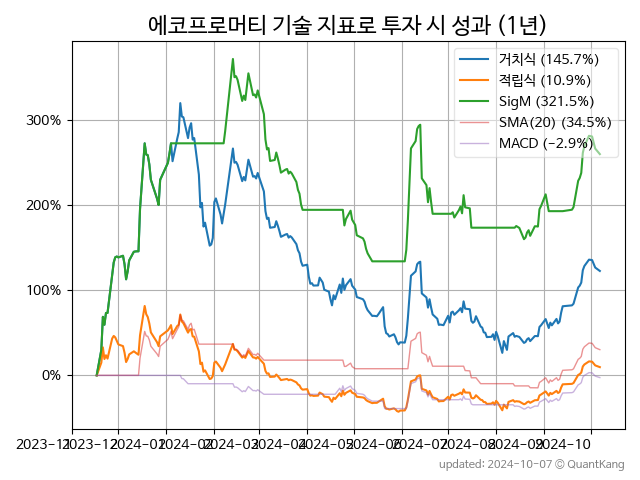 에코프로머티 기술 지표로 투자 시 성과 (1년)
거치식 (145.7%)
적립식 (10.9%)
SigM (321.5%)
SMA(20) (34.5%)
MACD (−2.9%)
300%
200%
100%
0%
2023-11 2023-12 2024-01 2024-02 2024-03 2024-04 2024-05 2024-06 2024-07 2024-08 2024-09 2024-10
updated: 2024-10-07 © QuantKang